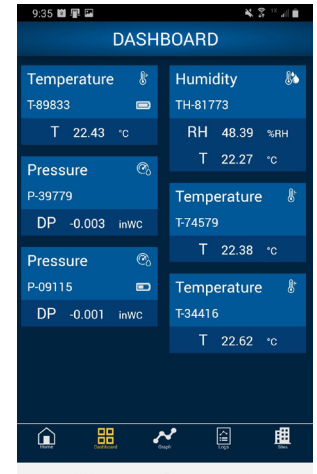 9:35
DASHBOARD
Temperature
T-89833
T 22.43 °C
Pressure
P-39779
DP -0.003 inWC
Pressure
P-09115
DP -0.001 inWC
Humidity
TH-81773
RH 48.39 %RH
T 22.27 °C
Temperature
T-74579
T 22.38 °C
Temperature
T-34416
T 22.62 °C
Home Dashboard Graph Logs Sites